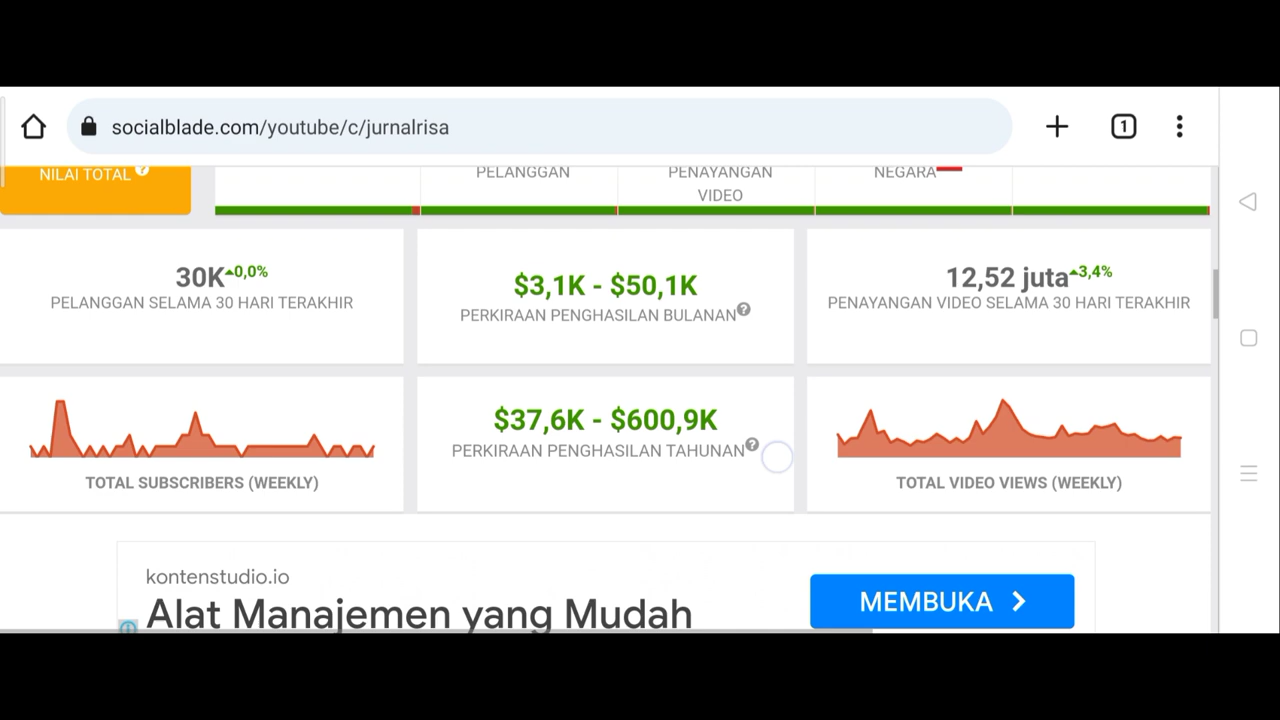 socialblade.com/youtube/c/jurnalrisa
1
NILAI TOTAL ?
PELANGGAN
PENAYANGAN
VIDEO
NEGARA
30K 0,0%
PELANGGAN SELAMA 30 HARI TERAKHIR
$3,1K - $50,1K
PERKIRAAN PENGHASILAN BULANAN ?
12,52 juta 3,4%
PENAYANGAN VIDEO SELAMA 30 HARI TERAKHIR
TOTAL SUBSCRIBERS (WEEKLY)
$37,6K - $600,9K
PERKIRAAN PENGHASILAN TAHUNAN ?
TOTAL VIDEO VIEWS (WEEKLY)
kontenstudio.io
Alat Manajemen yang Mudah
MEMBUKA